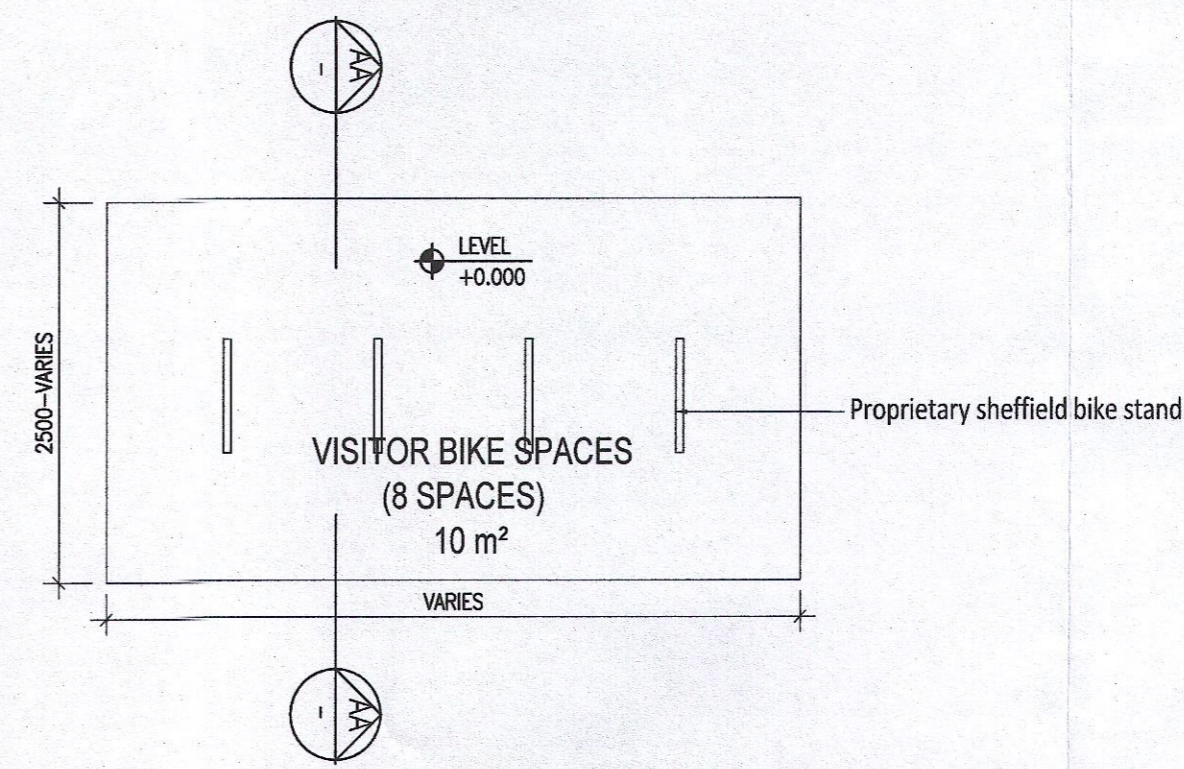 AA
-
LEVEL
+0.000
2500-VARIES
Proprietary sheffield bike stand
VISITOR BIKE SPACES
(8 SPACES)
10 m²
VARIES
AA
-